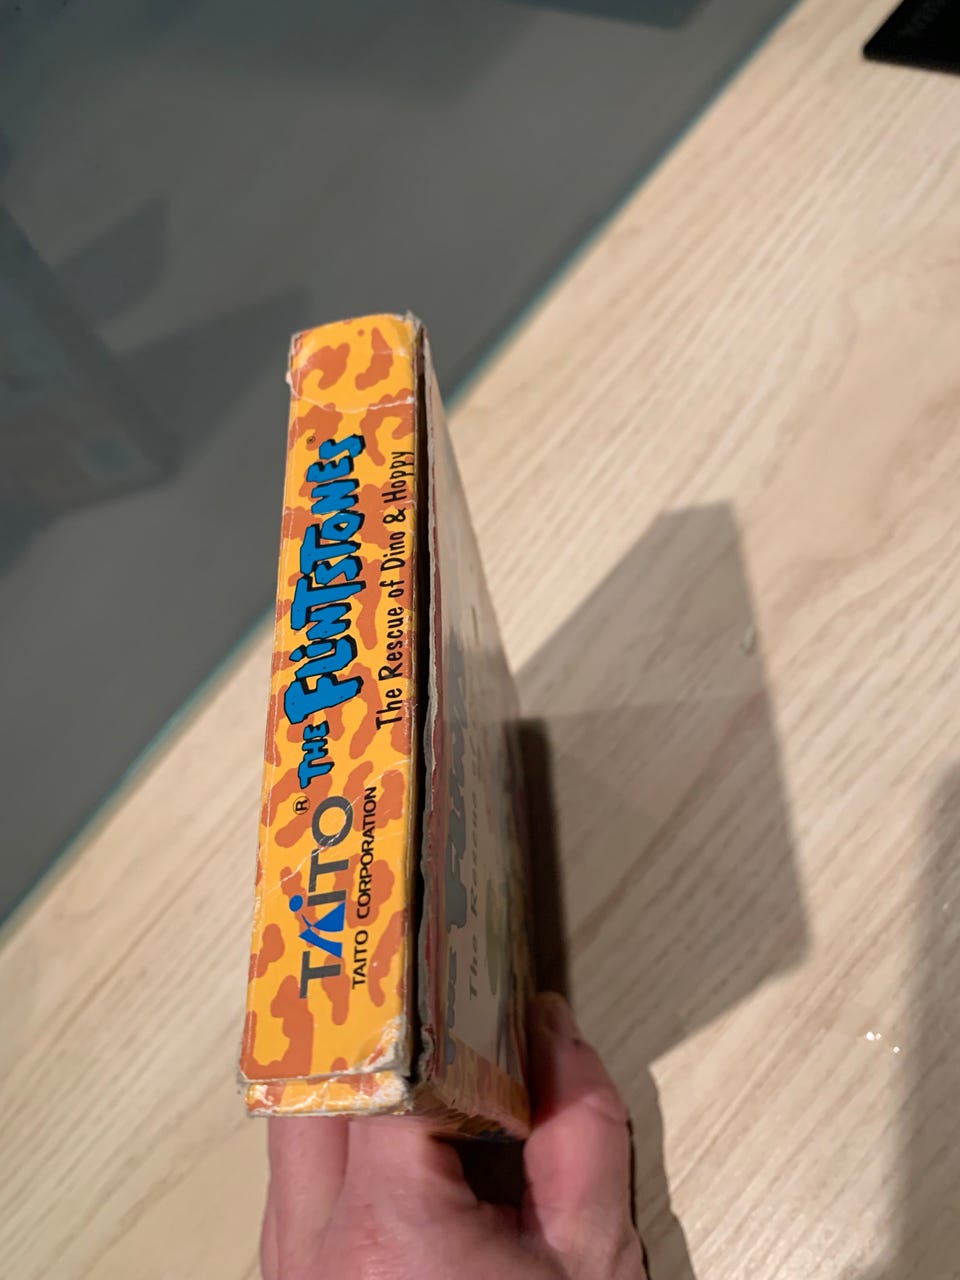 TAITO® THE FLINTSTONES®
TAITO CORPORATION The Rescue of Dino & Hoppy